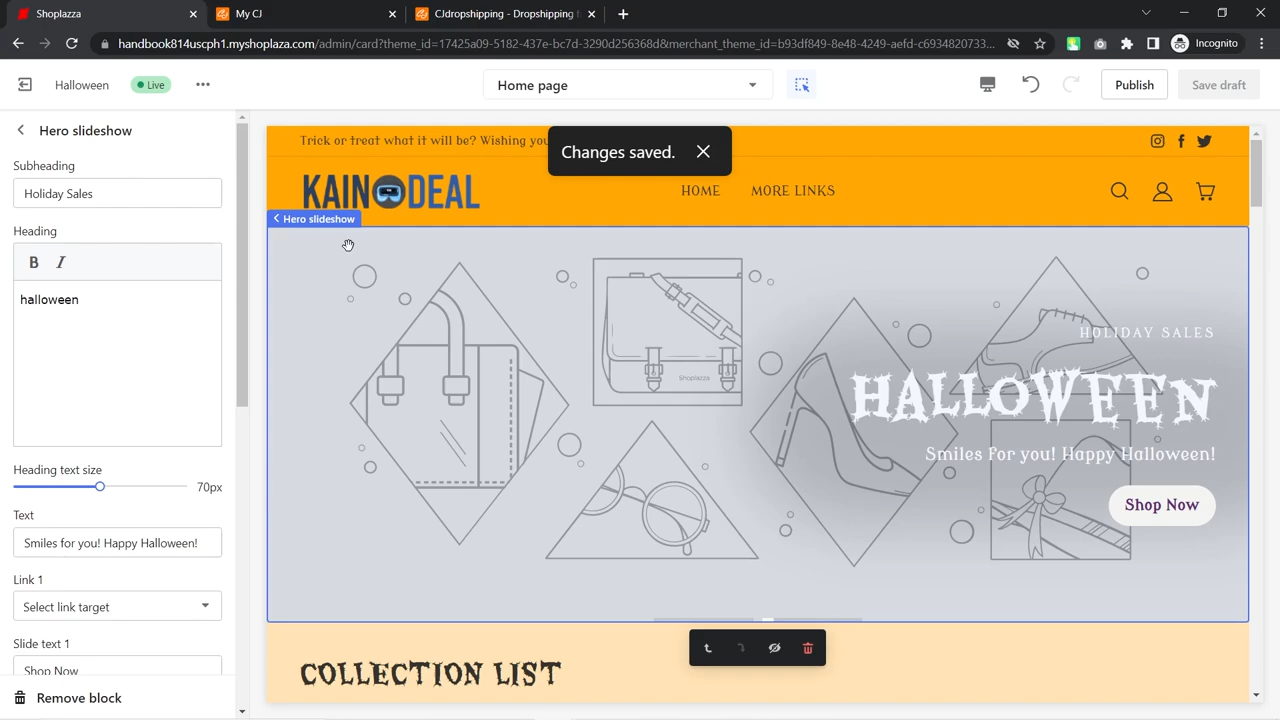 Shoplazza
My CJ
CJdropshipping - Dropshipping f
handbook814uscph1.myshoplaza.com/admin/card?theme_id=17425a09-5182-437e-bc7d-3290d256368d&merchant_theme_id=b93df849-8e48-4249-aefd-c6934820733...
Incognito
Halloween
Live
Home page
Publish
Save draft
Hero slideshow
Subheading
Holiday Sales
Heading
B I
halloween
Heading text size
70px
Text
Smiles for you! Happy Halloween!
Link 1
Select link target
Slide text 1
Shop Now
Remove block
Trick or treat what it will be? Wishing you
Changes saved.
KAINDEAL
HOME
MORE LINKS
Hero slideshow
Shoplazza
HOLIDAY SALES
HALLOWEEN
Smiles for you! Happy Halloween!
Shop Now
COLLECTION LIST